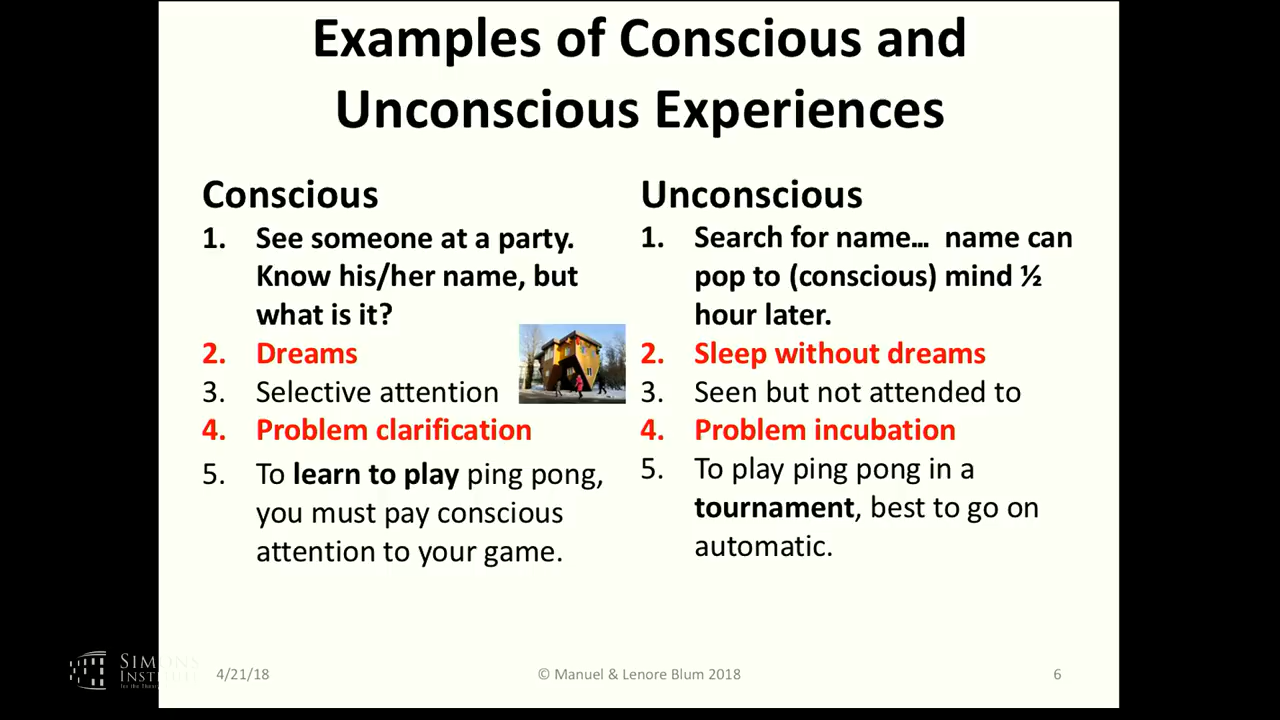 Examples of Conscious and
Unconscious Experiences
Conscious
1. See someone at a party.
Know his/her name, but
what is it?
2. Dreams
3. Selective attention
4. Problem clarification
5. To learn to play ping pong,
you must pay conscious
attention to your game.
Unconscious
1. Search for name... name can
pop to (conscious) mind ½
hour later.
2. Sleep without dreams
3. Seen but not attended to
4. Problem incubation
5. To play ping pong in a
tournament, best to go on
automatic.
SIMONS
4/21/18
© Manuel & Lenore Blum 2018
6